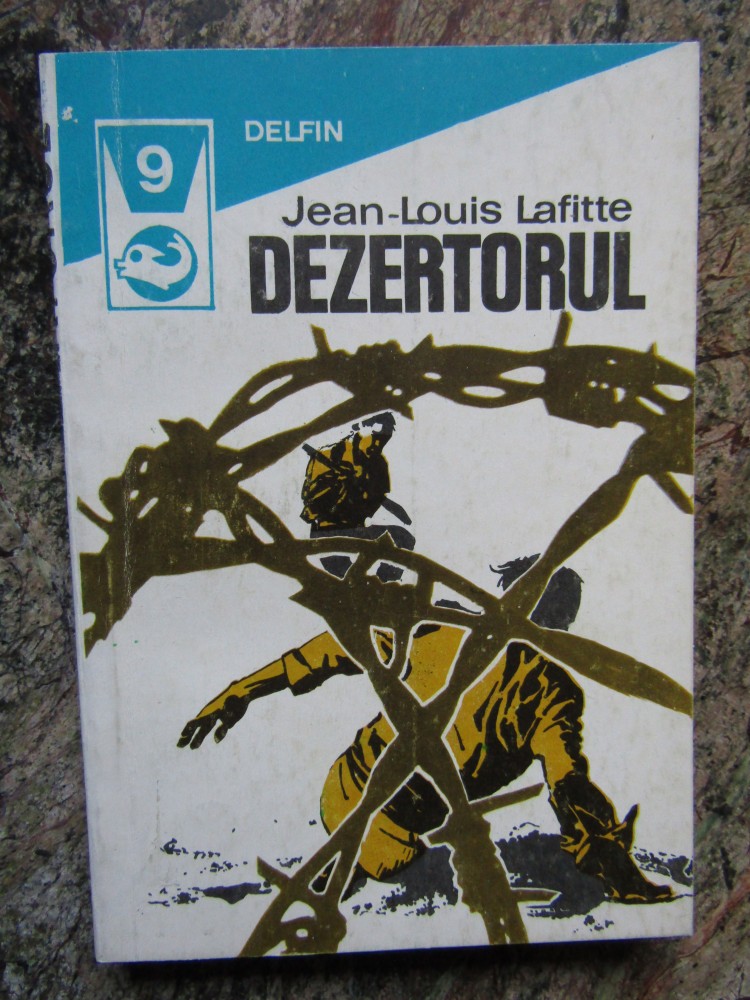 DELFIN
9
Jean-Louis Lafitte
DEZERTORUL